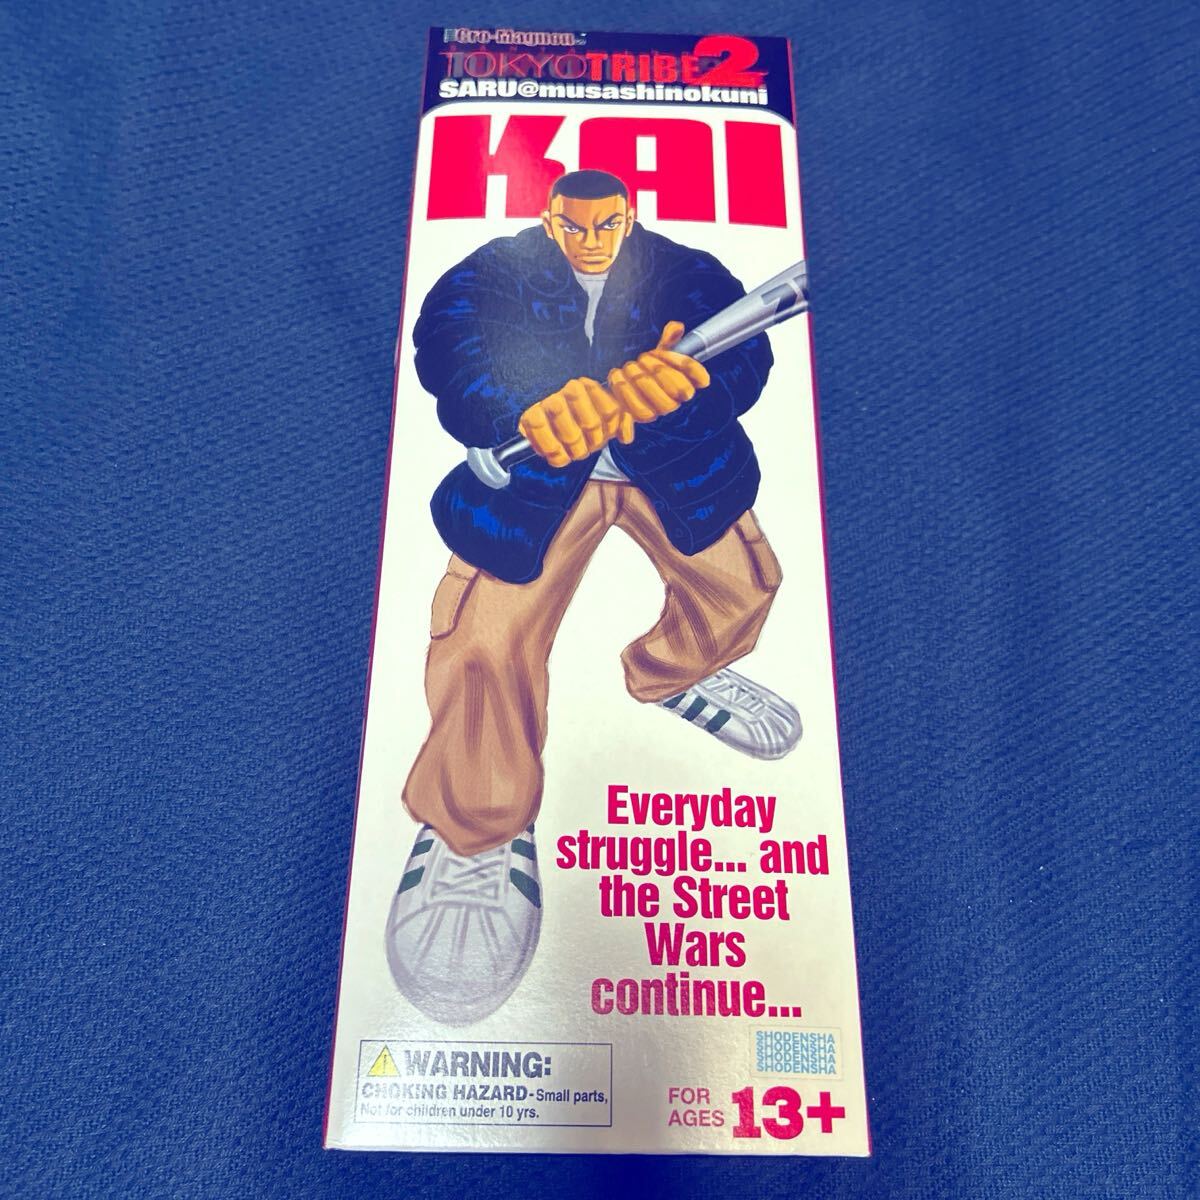 Cro-Magnon
TOKYO TRIBE 2
SARU@musashinokuni
KAI
Everyday
struggle... and
the Street
Wars
continue...
SHODENSHA
SHODENSHA
SHODENSHA
SHODENSHA
WARNING:
CHOKING HAZARD-Small parts,
Not for children under 10 yrs.
FOR
AGES 13+